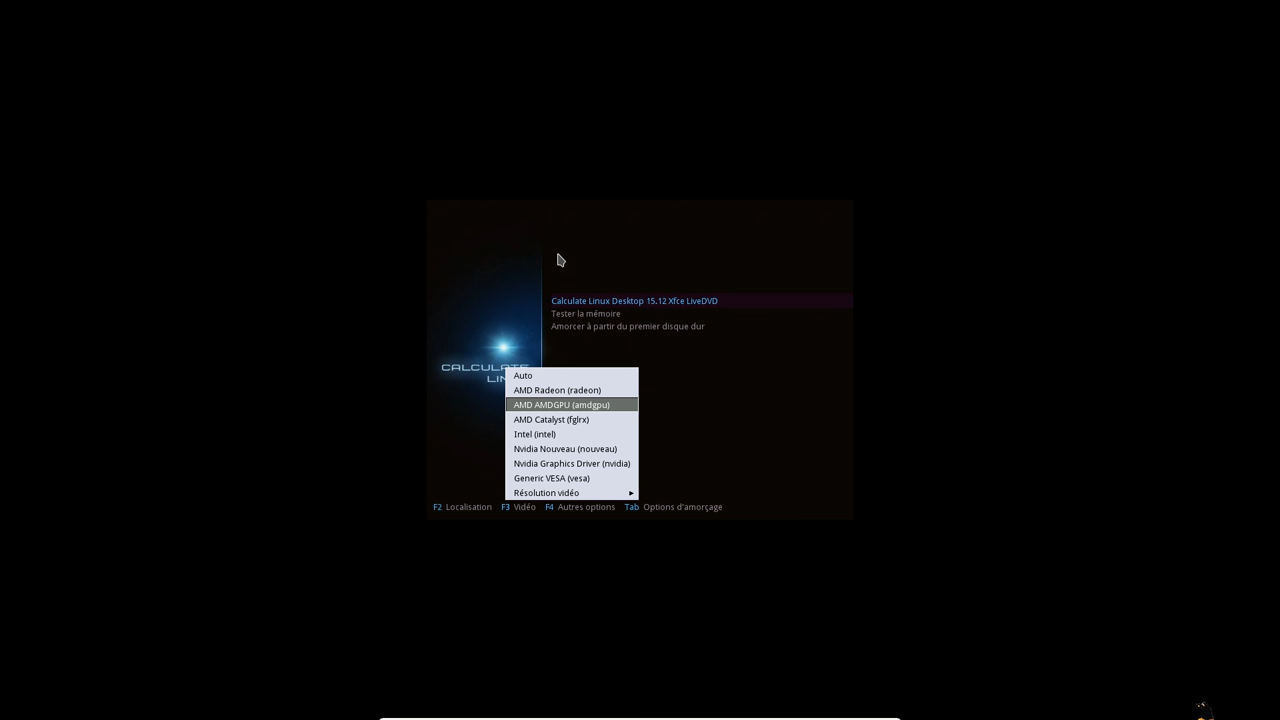 Calculate Linux Desktop 15.12 Xfce LiveDVD
Tester la mémoire
Amorcer à partir du premier disque dur
CALCULATE
LIN
Auto
AMD Radeon (radeon)
AMD AMDGPU (amdgpu)
AMD Catalyst (fglrx)
Intel (intel)
Nvidia Nouveau (nouveau)
Nvidia Graphics Driver (nvidia)
Generic VESA (vesa)
Résolution vidéo
F2 Localisation F3 Vidéo F4 Autres options Tab Options d'amorçage